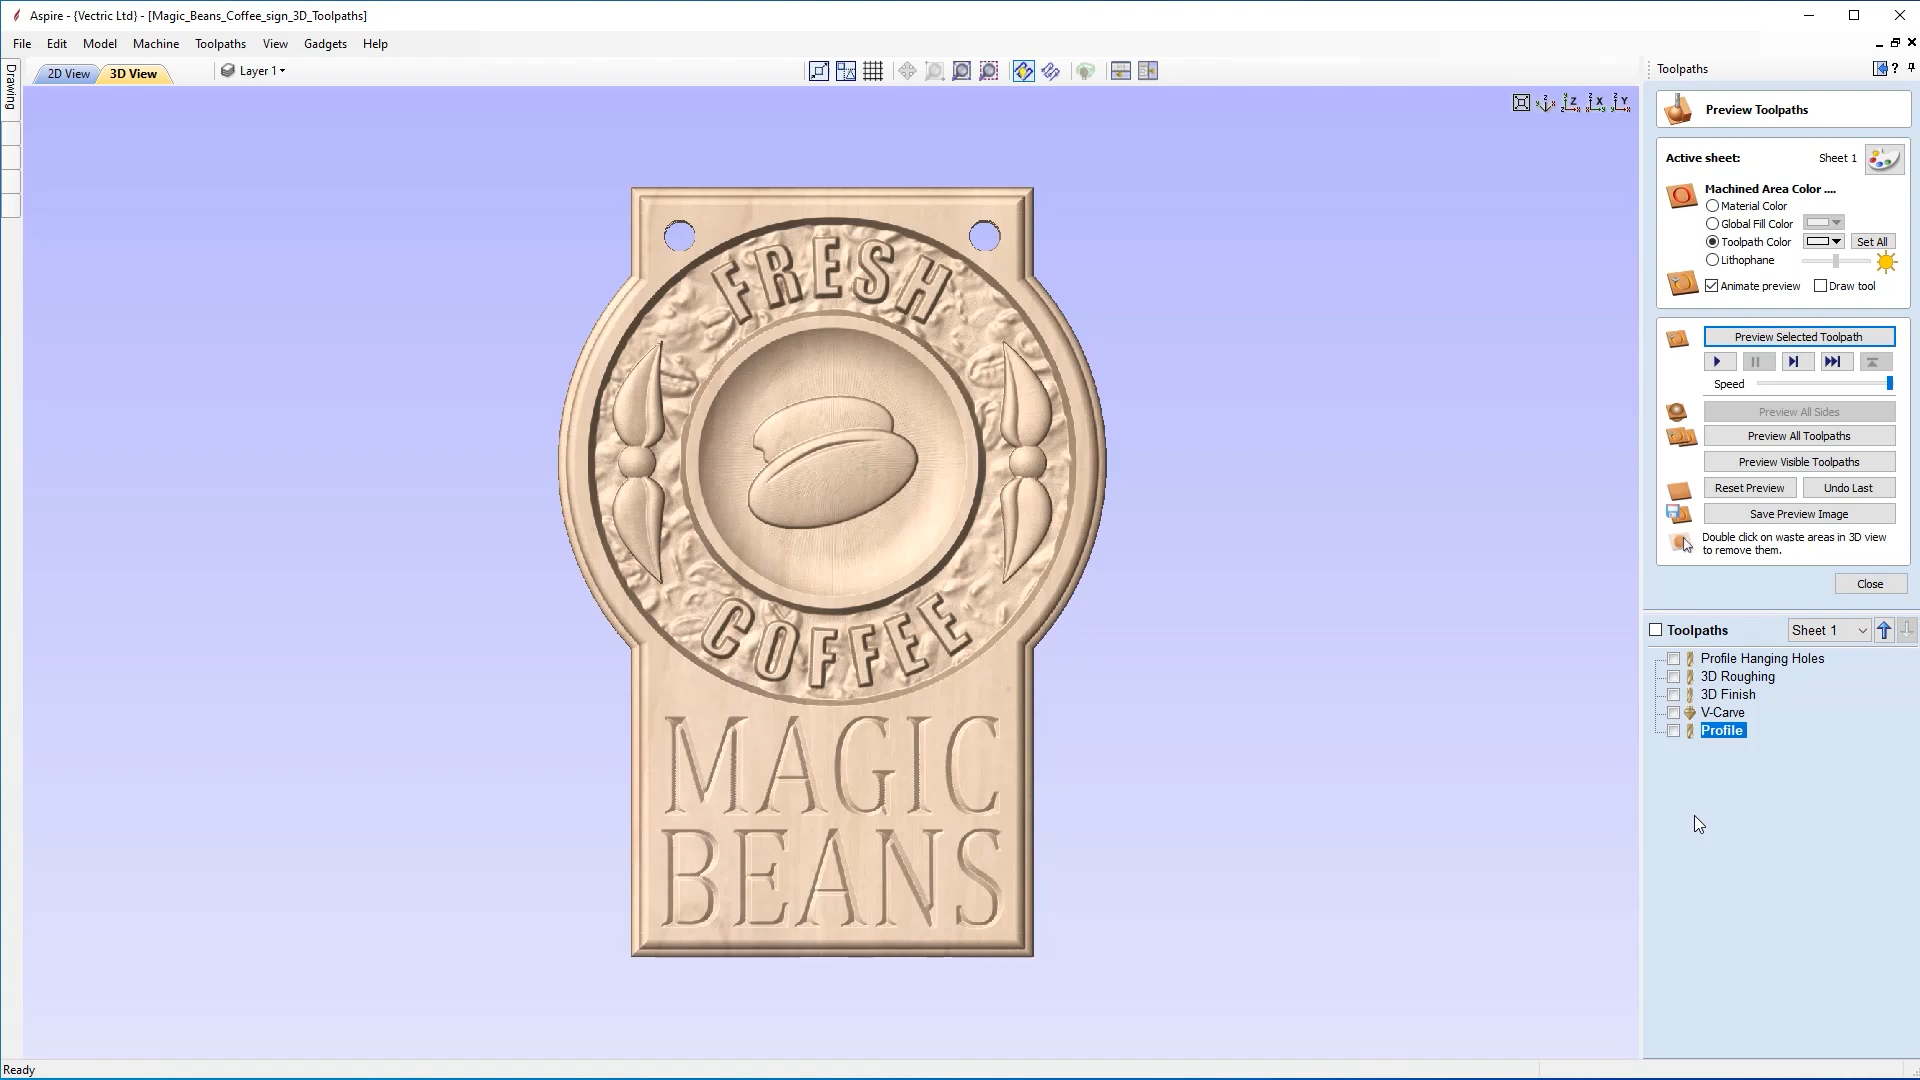 Aspire - {Vectric Ltd} - [Magic_Beans_Coffee_sign_3D_Toolpaths]
File Edit Model Machine Toolpaths View Gadgets Help
Drawing
2D View 3D View Layer 1
Toolpaths
Preview Toolpaths
Active sheet: Sheet 1
Machined Area Color ....
Material Color
Global Fill Color
Toolpath Color Set All
Lithophane
Animate preview Draw tool
Preview Selected Toolpath
Speed
Preview All Sides
Preview All Toolpaths
Preview Visible Toolpaths
Reset Preview Undo Last
Save Preview Image
Double click on waste areas in 3D view
to remove them.
Close
Toolpaths Sheet 1
Profile Hanging Holes
3D Roughing
3D Finish
V-Carve
Profile
FRESH
COFFEE
MAGIC
BEANS
Ready